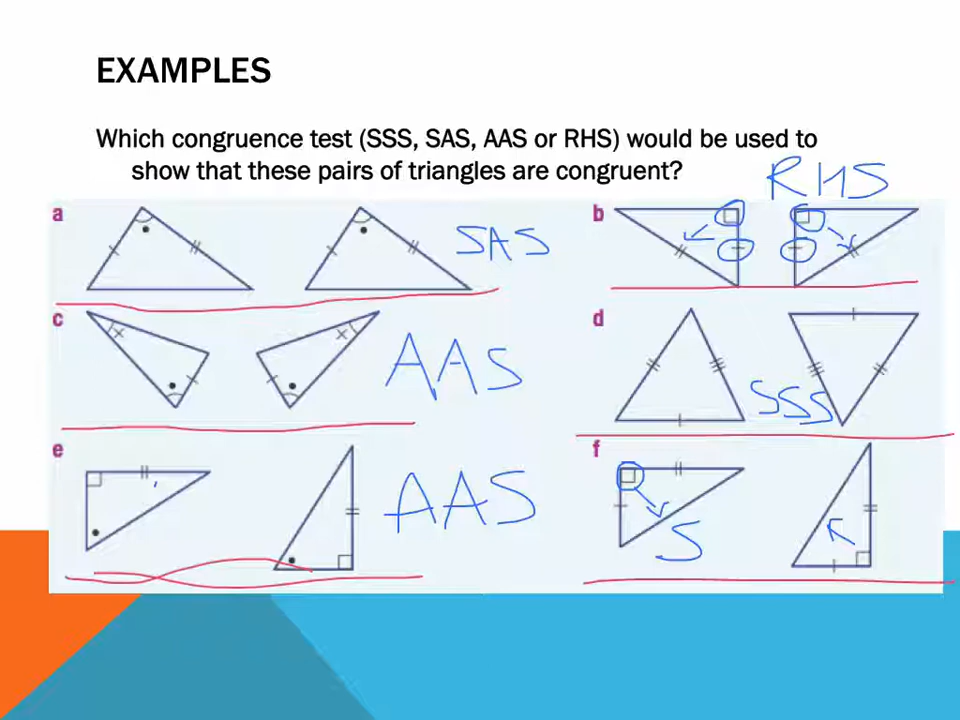 EXAMPLES
Which congruence test (SSS, SAS, AAS or RHS) would be used to
show that these pairs of triangles are congruent?
RHS
a
SAS
b
c
x
x
AAS
d
SSS
e
AAS
f
S